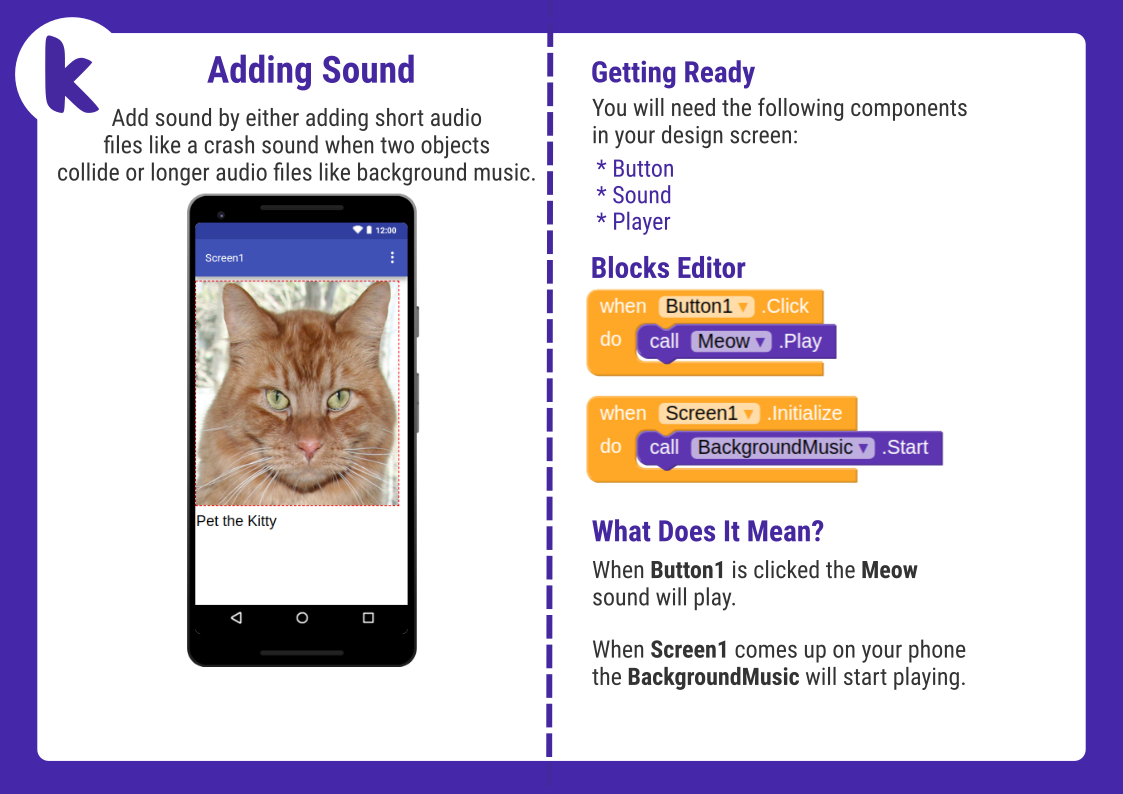 k
Adding Sound
Add sound by either adding short audio
files like a crash sound when two objects
collide or longer audio files like background music.
12:00
Screen1
Pet the Kitty
Getting Ready
You will need the following components
in your design screen:
* Button
* Sound
* Player
Blocks Editor
when Button1 .Click
do call Meow .Play
when Screen1 .Initialize
do call BackgroundMusic .Start
What Does It Mean?
When Button1 is clicked the Meow
sound will play.
When Screen1 comes up on your phone
the BackgroundMusic will start playing.